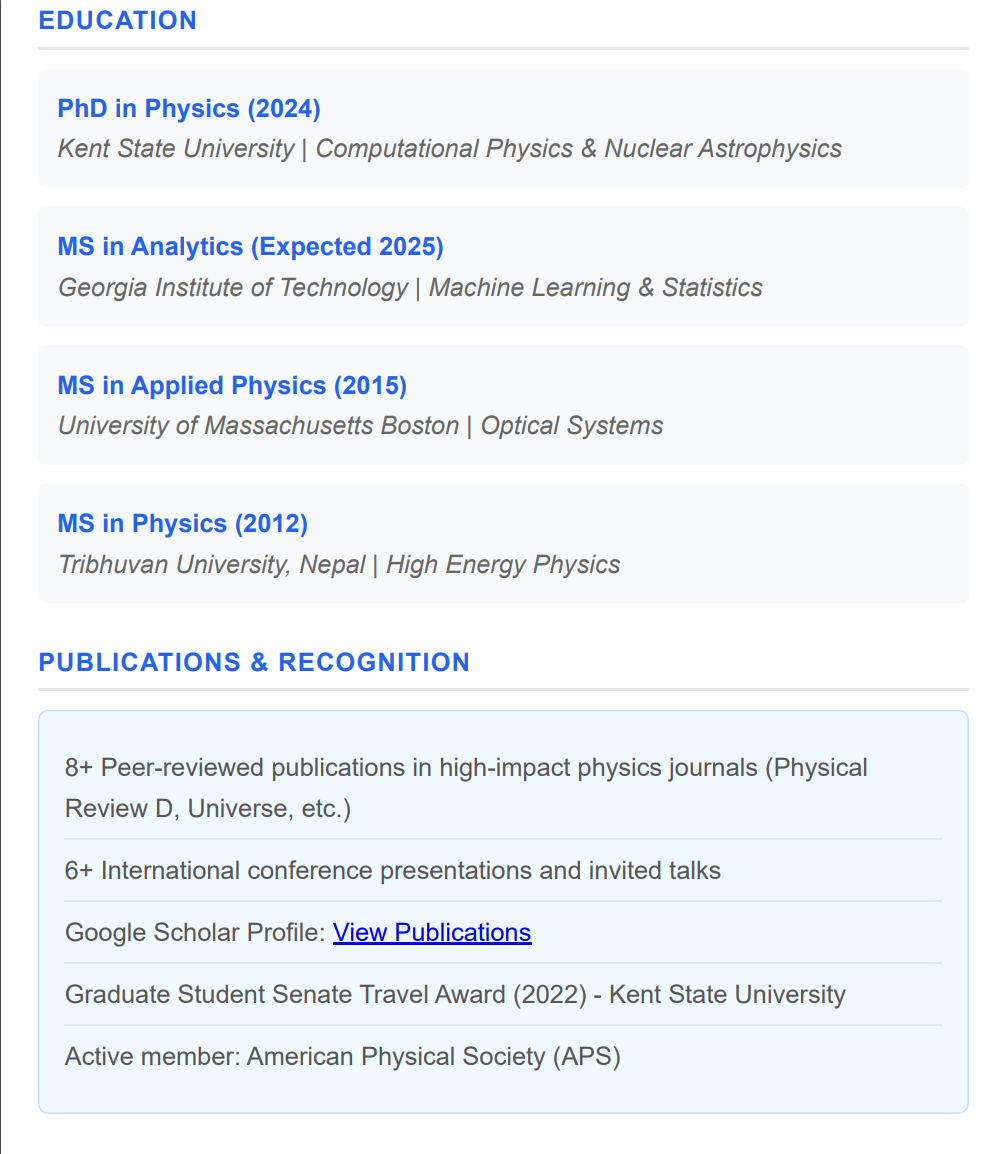 EDUCATION
PhD in Physics (2024)
Kent State University | Computational Physics & Nuclear Astrophysics
MS in Analytics (Expected 2025)
Georgia Institute of Technology | Machine Learning & Statistics
MS in Applied Physics (2015)
University of Massachusetts Boston | Optical Systems
MS in Physics (2012)
Tribhuvan University, Nepal | High Energy Physics
PUBLICATIONS & RECOGNITION
8+ Peer-reviewed publications in high-impact physics journals (Physical
Review D, Universe, etc.)
6+ International conference presentations and invited talks
Google Scholar Profile: View Publications
Graduate Student Senate Travel Award (2022) - Kent State University
Active member: American Physical Society (APS)